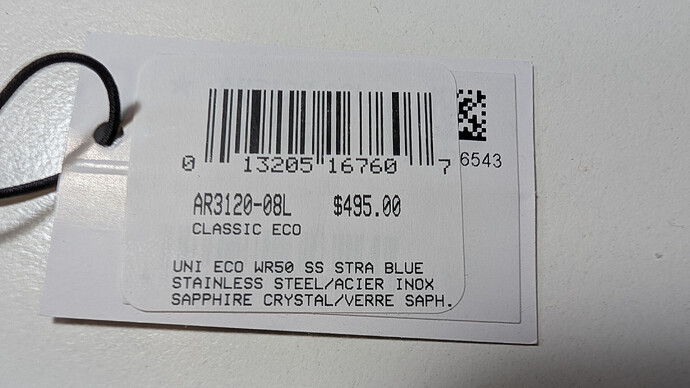 0 13205 16760 7
6543
AR3120-08L $495.00
CLASSIC ECO
UNI ECO WR50 SS STRA BLUE
STAINLESS STEEL/ACIER INOX
SAPPHIRE CRYSTAL/VERRE SAPH.